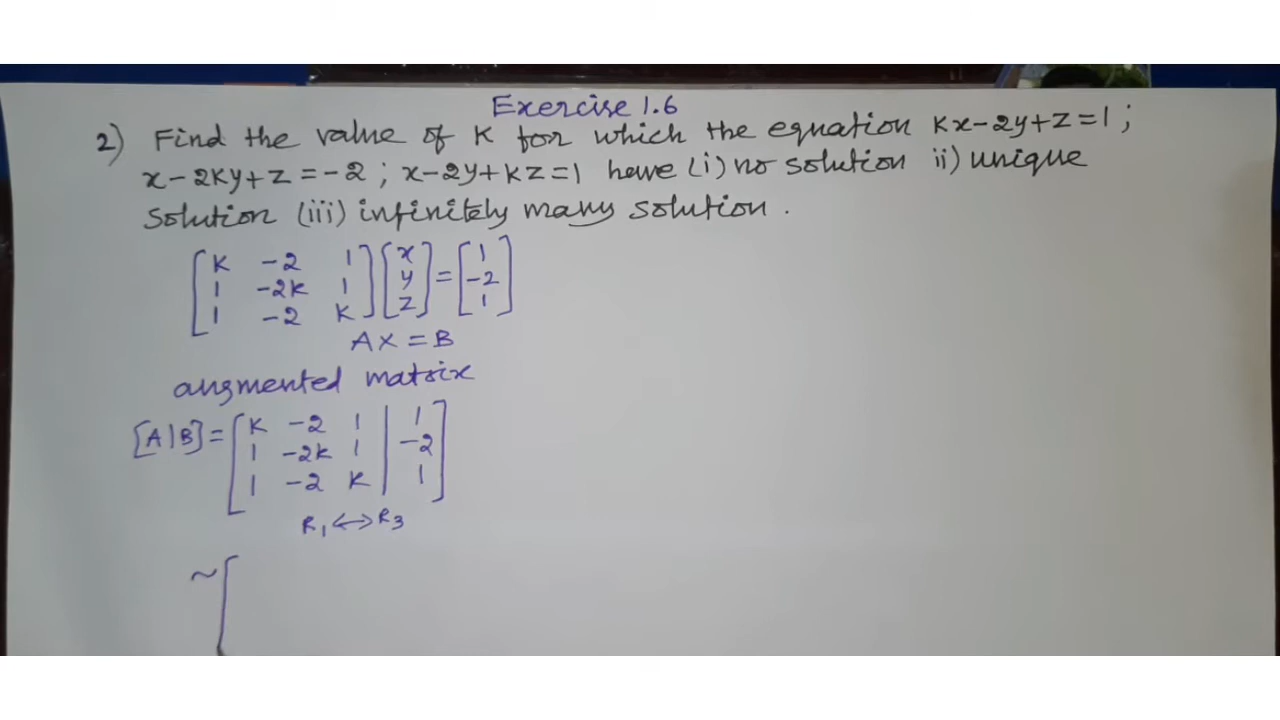 Exercise 1.6
2) Find the value of K for which the equation Kx-2y+z=1;
x-2Ky+z=-2; x-2y+kz=1 have (i) no solution ii) unique
solution (iii) infinitely many solution.
[K -2 1] [x] = [1]
[1 -2K 1] [y] [-2]
[1 -2 K] [z] [1]
AX = B
augmented matrix
[A|B] = [K -2 1 | 1]
[1 -2K 1 | -2]
[1 -2 K | 1]
R₁↔R₃
~[